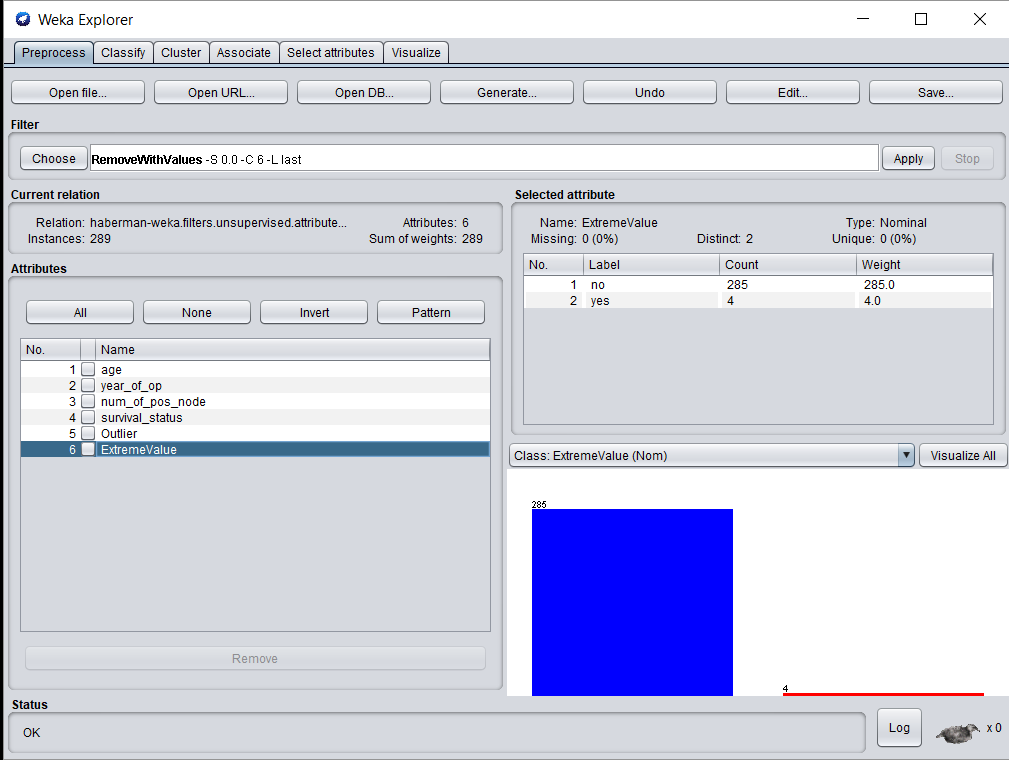 Weka Explorer
Preprocess Classify Cluster Associate Select attributes Visualize
Open file... Open URL... Open DB... Generate... Undo Edit... Save...
Filter
Choose RemoveWithValues -S 0.0 -C 6 -L last Apply Stop
Current relation
Relation: haberman-weka.filters.unsupervised.attribute... Attributes: 6
Instances: 289 Sum of weights: 289
Attributes
All None Invert Pattern
No. Name
1 age
2 year_of_op
3 num_of_pos_node
4 survival_status
5 Outlier
6 ExtremeValue
Remove
Selected attribute
Name: ExtremeValue Type: Nominal
Missing: 0 (0%) Distinct: 2 Unique: 0 (0%)
No. Label Count Weight
1 no 285 285.0
2 yes 4 4.0
Class: ExtremeValue (Nom) Visualize All
285
4
Status
OK Log x 0